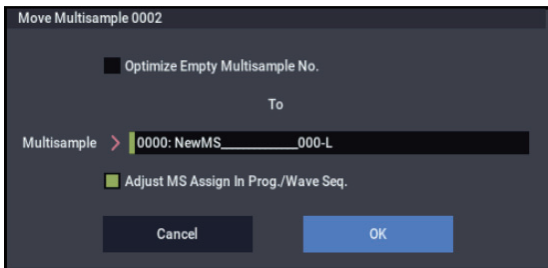 Move Multisample 0002
Optimize Empty Multisample No.
To
Multisample > 0000: NewMS____________000-L
Adjust MS Assign In Prog./Wave Seq.
Cancel OK